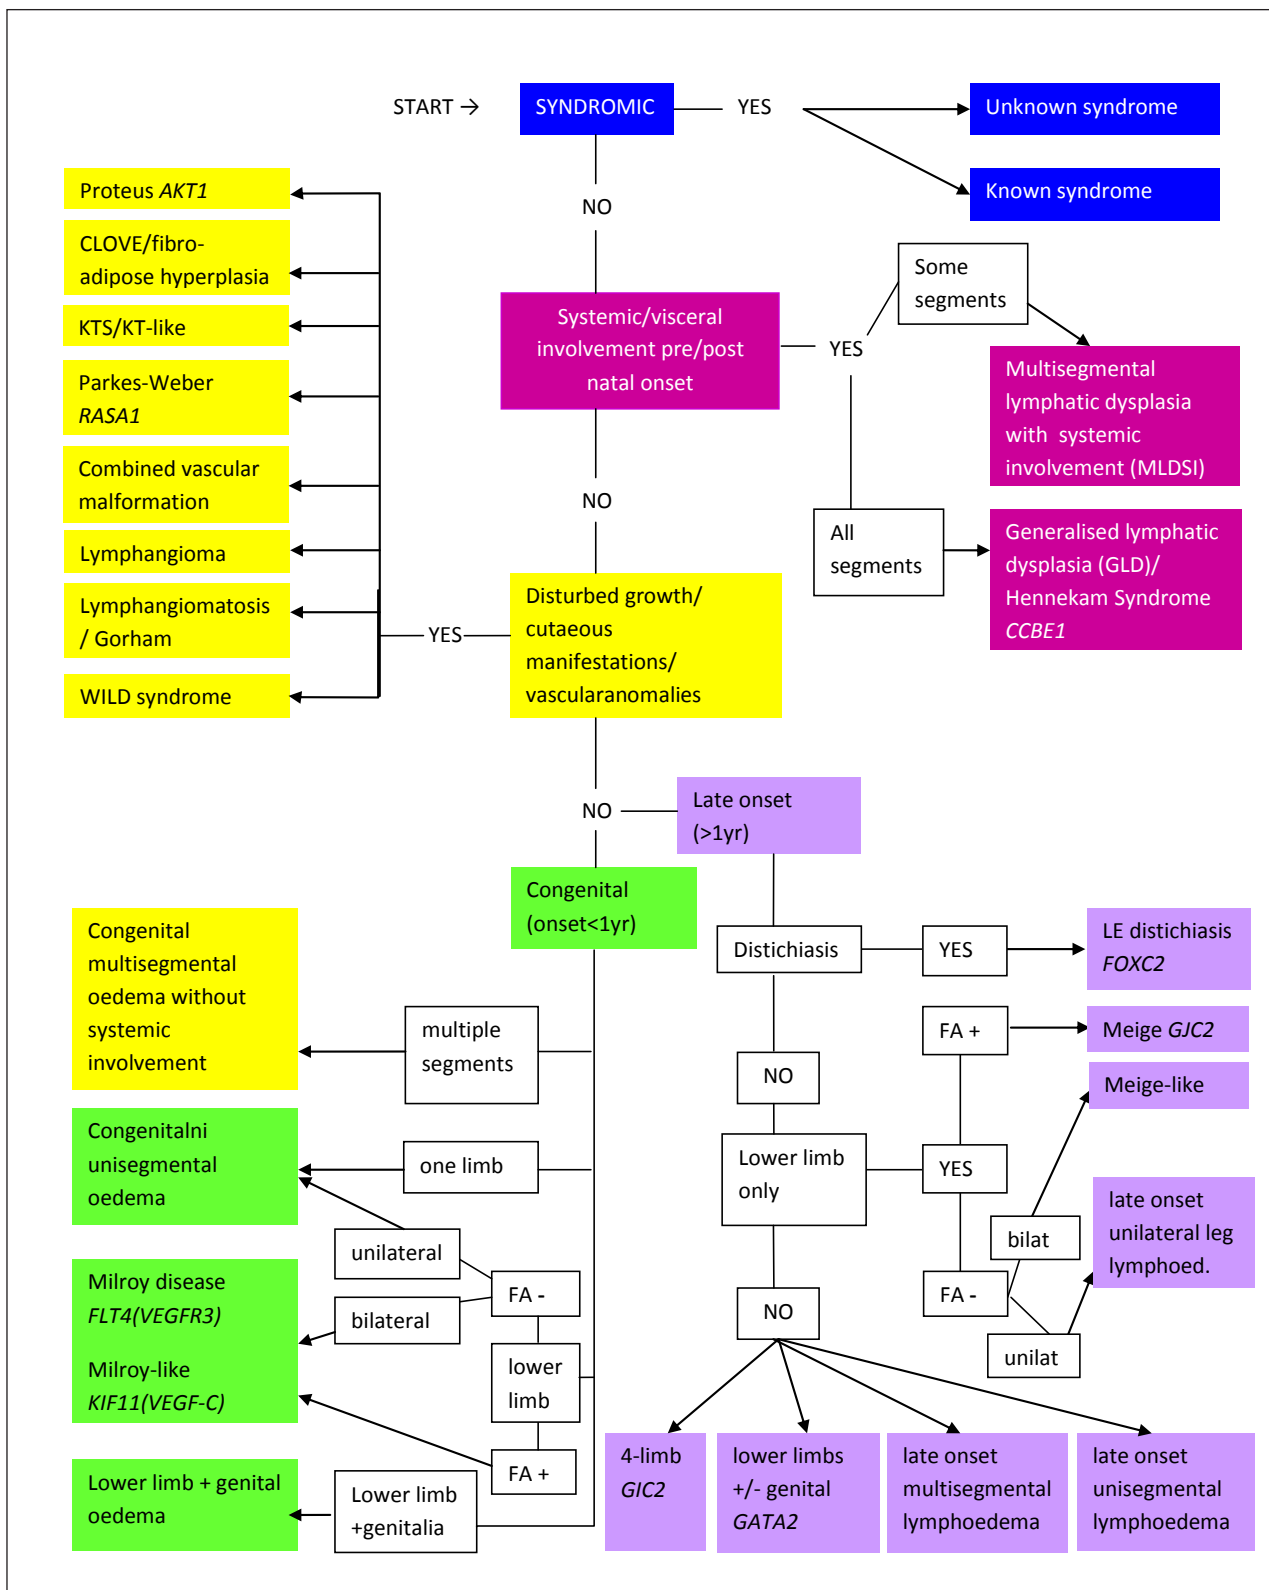 START →
SYNDROMIC
YES
Unknown syndrome
Known syndrome
NO
Proteus AKT1
CLOVE/fibro-
adipose hyperplasia
KTS/KT-like
Parkes-Weber
RASA1
Combined vascular
malformation
Lymphangioma
Lymphangiomatosis
/ Gorham
WILD syndrome
Systemic/visceral
involvement pre/post
natal onset
YES
Some
segments
Multisegmental
lymphatic dysplasia
with systemic
involvement (MLDSI)
All
segments
Generalised lymphatic
dysplasia (GLD)/
Hennekam Syndrome
CCBE1
NO
Disturbed growth/
cutaeous
manifestations/
vascularanomalies
YES
NO
Late onset
(>1yr)
Congenital
(onset<1yr)
Congenital
multisegmental
oedema without
systemic
involvement
multiple
segments
Congenitalni
unisegmental
oedema
one limb
unilateral
FA -
bilateral
Milroy disease
FLT4(VEGFR3)
Milroy-like
KIF11(VEGF-C)
lower
limb
FA +
Lower limb + genital
oedema
Lower limb
+genitalia
Distichiasis
YES
LE distichiasis
FOXC2
NO
FA +
Meige GJC2
Meige-like
Lower limb
only
YES
bilat
late onset
unilateral leg
lymphoed.
FA -
unilat
NO
4-limb
GIC2
lower limbs
+/- genital
GATA2
late onset
multisegmental
lymphoedema
late onset
unisegmental
lymphoedema